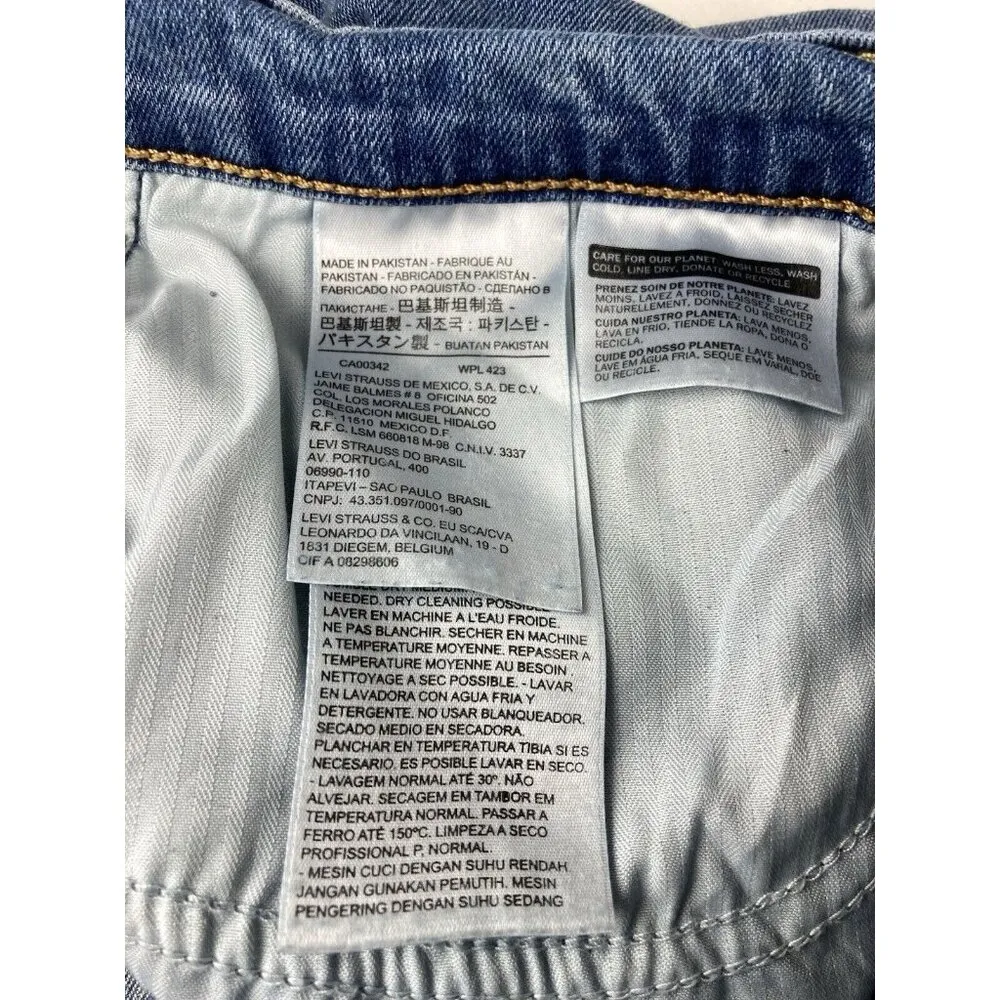 MADE IN PAKISTAN - FABRIQUÉ AU
PAKISTAN - FABRICADO EN PAKISTÁN -
FABRICADO NO PAQUISTÃO - СДЕЛАНО В
ПАКИСТАНЕ - 巴基斯坦制造 -
巴基斯坦製 - 제조국 : 파키스탄 -
パキスタン製 - BUATAN PAKISTAN
CA00342 WPL 423
LEVI STRAUSS DE MEXICO, S.A. DE C.V.
JAIME BALMES # 8 OFICINA 502
COL. LOS MORALES POLANCO
DELEGACION MIGUEL HIDALGO
C.P. 11510 MEXICO D.F.
R.F.C. LSM 660818 M-98 C.N.I.V. 3337
LEVI STRAUSS DO BRASIL
AV. PORTUGAL, 400
06990-110
ITAPEVI – SAO PAULO BRASIL
CNPJ: 43.351.097/0001-90
LEVI STRAUSS & CO. EU SCA/CVA
LEONARDO DA VINCILAAN, 19 - D
1831 DIEGEM, BELGIUM
CIF A 08298606
TUMBLE DRY MEDIUM
NEEDED. DRY CLEANING POSSIBLE
LAVER EN MACHINE A L'EAU FROIDE.
NE PAS BLANCHIR. SECHER EN MACHINE
A TEMPERATURE MOYENNE. REPASSER A
TEMPERATURE MOYENNE AU BESOIN
NETTOYAGE A SEC POSSIBLE. - LAVAR
EN LAVADORA CON AGUA FRIA Y
DETERGENTE. NO USAR BLANQUEADOR.
SECADO MEDIO EN SECADORA.
PLANCHAR EN TEMPERATURA TIBIA SI ES
NECESARIO. ES POSIBLE LAVAR EN SECO.
- LAVAGEM NORMAL ATÉ 30º. NÃO
ALVEJAR. SECAGEM EM TAMBOR EM
TEMPERATURA NORMAL. PASSAR A
FERRO ATÉ 150ºC. LIMPEZA A SECO
PROFISSIONAL P, NORMAL.
- MESIN CUCI DENGAN SUHU RENDAH
JANGAN GUNAKAN PEMUTIH. MESIN
PENGERING DENGAN SUHU SEDANG
CARE FOR OUR PLANET: WASH LESS, WASH
COLD, LINE DRY, DONATE OR RECYCLE
PRENEZ SOIN DE NOTRE PLANETE: LAVEZ
MOINS, LAVEZ A FROID, LAISSEZ SECHER
NATURELLEMENT, DONNEZ OU RECYCLEZ
CUIDA NUESTRO PLANETA: LAVA MENOS,
LAVA EN FRIO, TIENDE LA ROPA, DONA O
RECICLA.
CUIDE DO NOSSO PLANETA: LAVE MENOS,
LAVE EM ÁGUA FRIA, SEQUE EM VARAL, DOE
OU RECICLE.